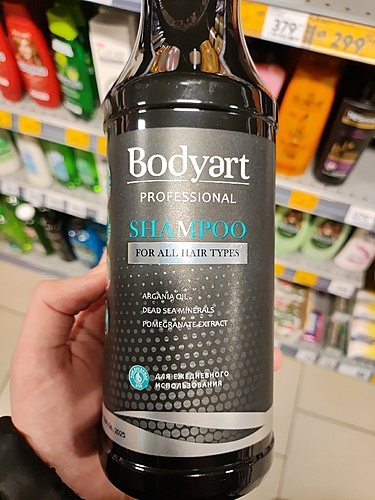 379
299
Bodyart
PROFESSIONAL
SHAMPOO
FOR ALL HAIR TYPES
ARGANIA OIL
DEAD SEA MINERALS
POMEGRANATE EXTRACT
ДЛЯ ЕЖЕДНЕВНОГО
ИСПОЛЬЗОВАНИЯ
2025